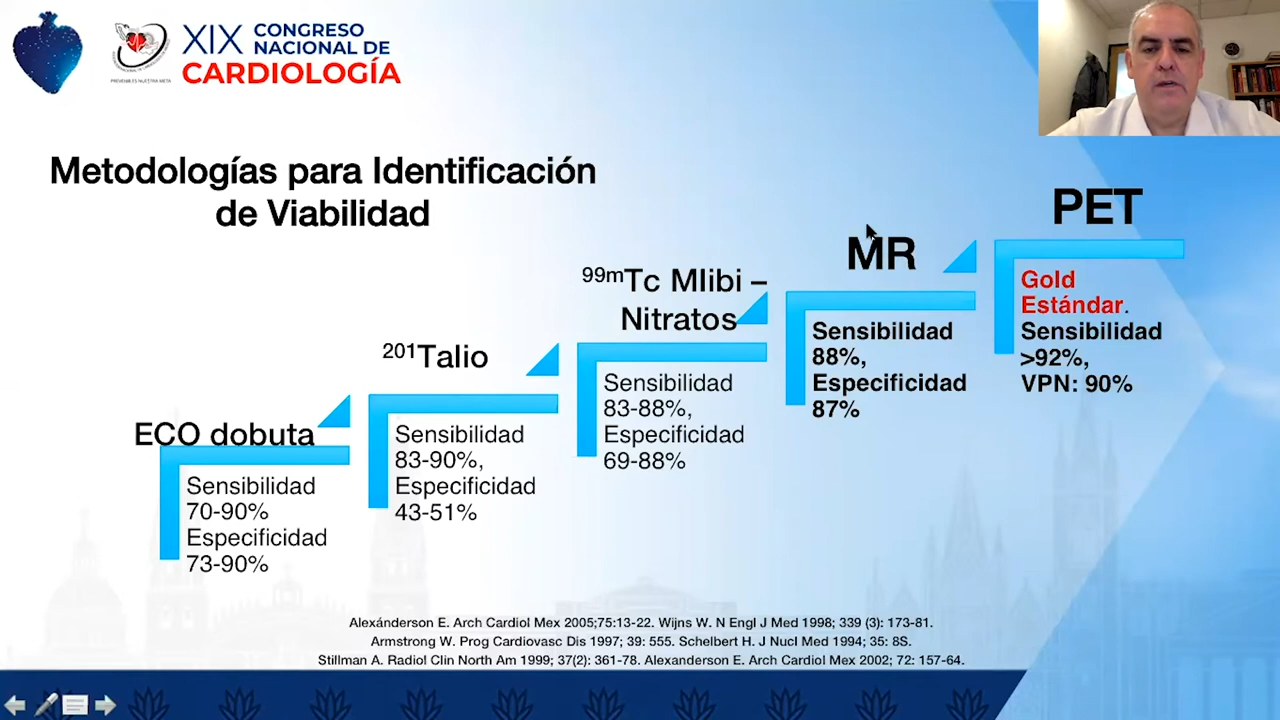 XIX CONGRESO
NACIONAL DE
CARDIOLOGÍA
Metodologías para Identificación
de Viabilidad
ECO dobuta
Sensibilidad
70-90%
Especificidad
73-90%
201Talio
Sensibilidad
83-90%,
Especificidad
43-51%
99mTc MIibi –
Nitratos
Sensibilidad
83-88%,
Especificidad
69-88%
MR
Sensibilidad
88%,
Especificidad
87%
PET
Gold
Estándar.
Sensibilidad
>92%,
VPN: 90%
Alexánderson E. Arch Cardiol Mex 2005;75:13-22. Wijns W. N Engl J Med 1998; 339 (3): 173-81.
Armstrong W. Prog Cardiovasc Dis 1997; 39: 555. Schelbert H. J Nucl Med 1994; 35: 8S.
Stillman A. Radiol Clin North Am 1999; 37(2): 361-78. Alexanderson E. Arch Cardiol Mex 2002; 72: 157-64.